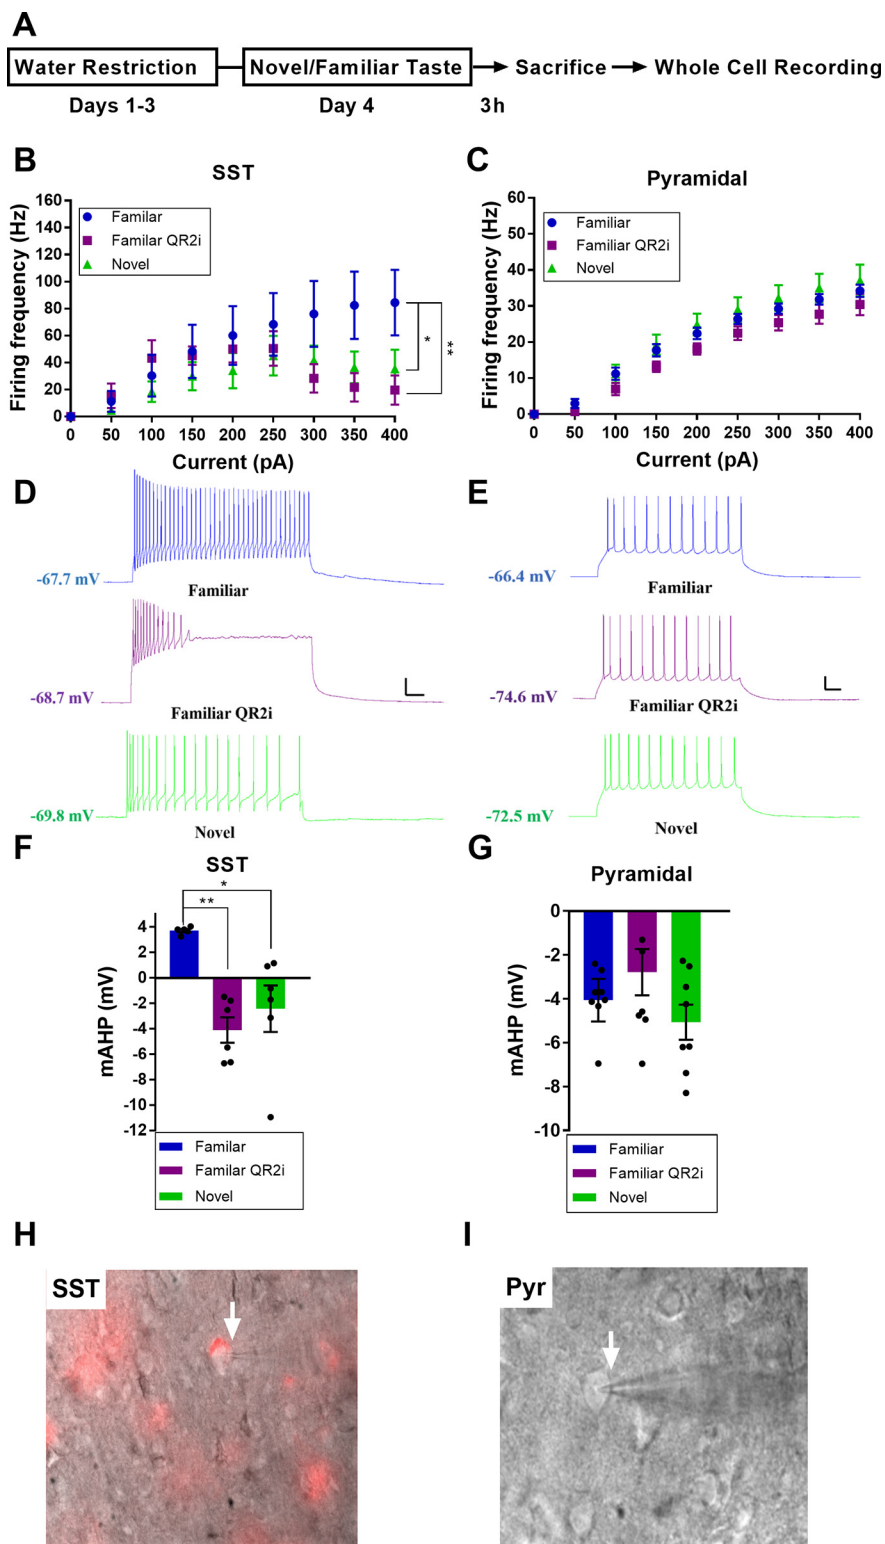 A
Water Restriction
Novel/Familiar Taste
Sacrifice
Whole Cell Recording
Days 1-3
Day 4
3h
B
SST
Firing frequency (Hz)
160
140
120
100
80
60
40
20
0
Familar
Familar QR2i
Novel
*
**
0
50
100
150
200
250
300
350
400
Current (pA)
C
Pyramidal
Firing frequency (Hz)
60
50
40
30
20
10
0
Familiar
Familiar QR2i
Novel
0
50
100
150
200
250
300
350
400
Current (pA)
D
-67.7 mV
Familiar
-68.7 mV
Familiar QR2i
-69.8 mV
Novel
E
-66.4 mV
Familiar
-74.6 mV
Familiar QR2i
-72.5 mV
Novel
F
SST
*
**
mAHP (mV)
4
2
0
-2
-4
-6
-8
-10
-12
Familar
Familar QR2i
Novel
G
Pyramidal
mAHP (mV)
0
-2
-4
-6
-8
-10
Familiar
Familiar QR2i
Novel
H
SST
I
Pyr